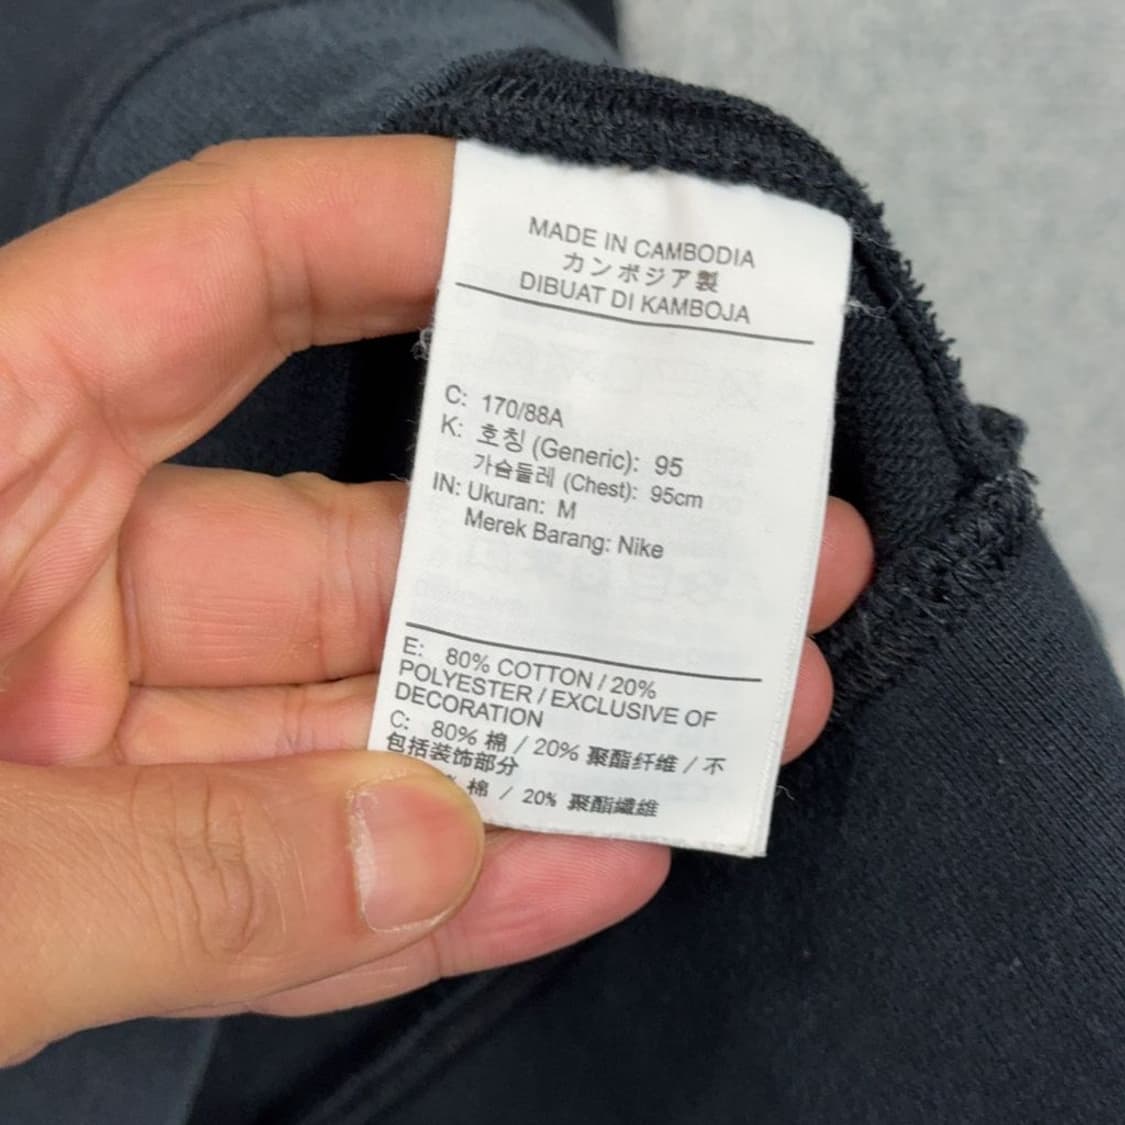 MADE IN CAMBODIA
カンボジア製
DIBUAT DI KAMBOJA
C: 170/88A
K: 호칭 (Generic): 95
가슴둘레 (Chest): 95cm
IN: Ukuran: M
Merek Barang: Nike
E: 80% COTTON / 20%
POLYESTER / EXCLUSIVE OF
DECORATION
C: 80% 棉 / 20% 聚酯纤维 / 不
包括装饰部分
% 棉 / 20% 聚酯纖維